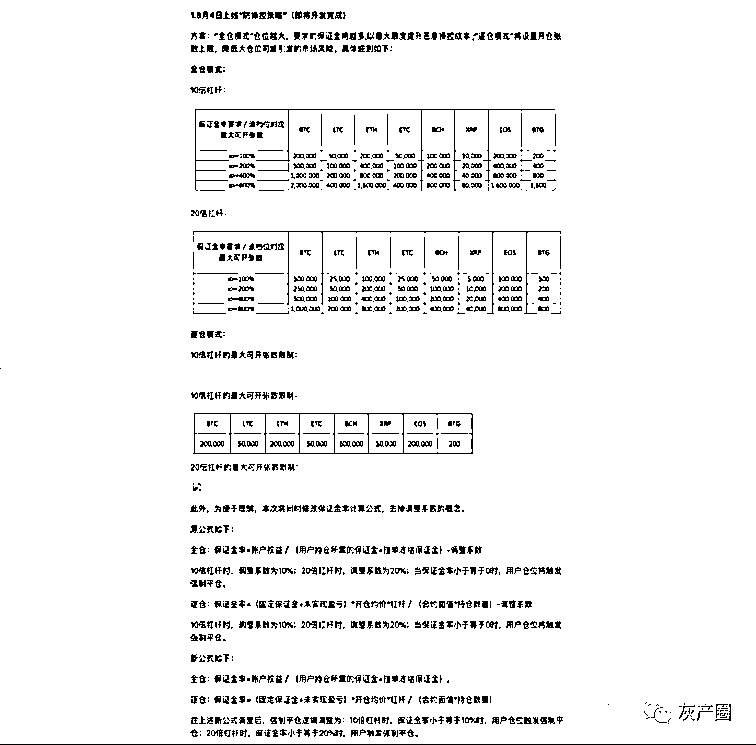 1.8月4日上线"防操控策略"(即将开发完成)
方案:"全仓模式"仓位越大,要求的保证金的越多,以最大限度提升恶意操控成本;"逐仓模式"将设置开仓张
数上限,降低大仓位可能引发的市场风险。具体细则如下:
全仓模式:
10倍杠杆:
保证金率要求/该档位对应 BTC LTC ETH ETC BCH XRP EOS BTG
最大可开张数
>=100% 200,000 50,000 200,000 50,000 100,000 10,000 200,000 200
>=200% 500,000 100,000 400,000 100,000 200,000 20,000 400,000 400
>=400% 1,000,000 200,000 800,000 200,000 400,000 40,000 800,000 800
>=800% 2,000,000 400,000 1,600,000 400,000 800,000 80,000 1,600,000 1,600
20倍杠杆:
保证金率要求/该档位对应 BTC LTC ETH ETC BCH XRP EOS BTG
最大可开张数
>=100% 25,000 100,000 25,000 50,000 5,000 100,000
>=200% 250,000 50,000 200,000 50,000 100,000 10,000 200,000 200
500,000 100,000 400,000 100,000 200,000 20,000 400,000 400
>=800% 1,000,000 200,000 800,000 200,000 400,000 40,000 800,000 800
逐仓模式:
10倍杠杆的最大可开张数限制:
10倍杠杆的最大可开张数限制:
BTC LTC ETH ETC BCH XRP EOS BTG
200,000 50,000 200,000 50,000 100,000 10,000 200,000 200
20倍杠杆的最大可开张数限制:
此外,为便于理解,本次将同时修改保证金率计算公式,去掉调整系数的概念。
原公式如下:
全仓:保证金率=账户权益/(用户持仓所需的保证金+挂单冻结保证金)-调整系数
10倍杠杆时,调整系数为10%;20倍杠杆时,调整系数为20%;当保证金率小于等于0时,用户仓位将触发
强制平仓。
逐仓:保证金率=(固定保证金+未实现盈亏)*开仓均价*杠杆/(合约面值*持仓数量)-调整系数
10倍杠杆时,调整系数为10%;20倍杠杆时,调整系数为20%;当保证金率小于等于0时,用户仓位将触发
强制平仓。
新公式如下:
全仓:保证金率=账户权益/(用户持仓所需的保证金+挂单冻结保证金)。
逐仓:保证金率=(固定保证金+未实现盈亏)*开仓均价*杠杆/(合约面值*持仓数量)
在上述新公式调整后,强制平仓逻辑调整为:10倍杠杆时,保证金率小于等于10%时,用户仓位触发强制平
仓;20倍杠杆时,保证金率小于等于20%时,用户触发强制平仓。
灰产圈